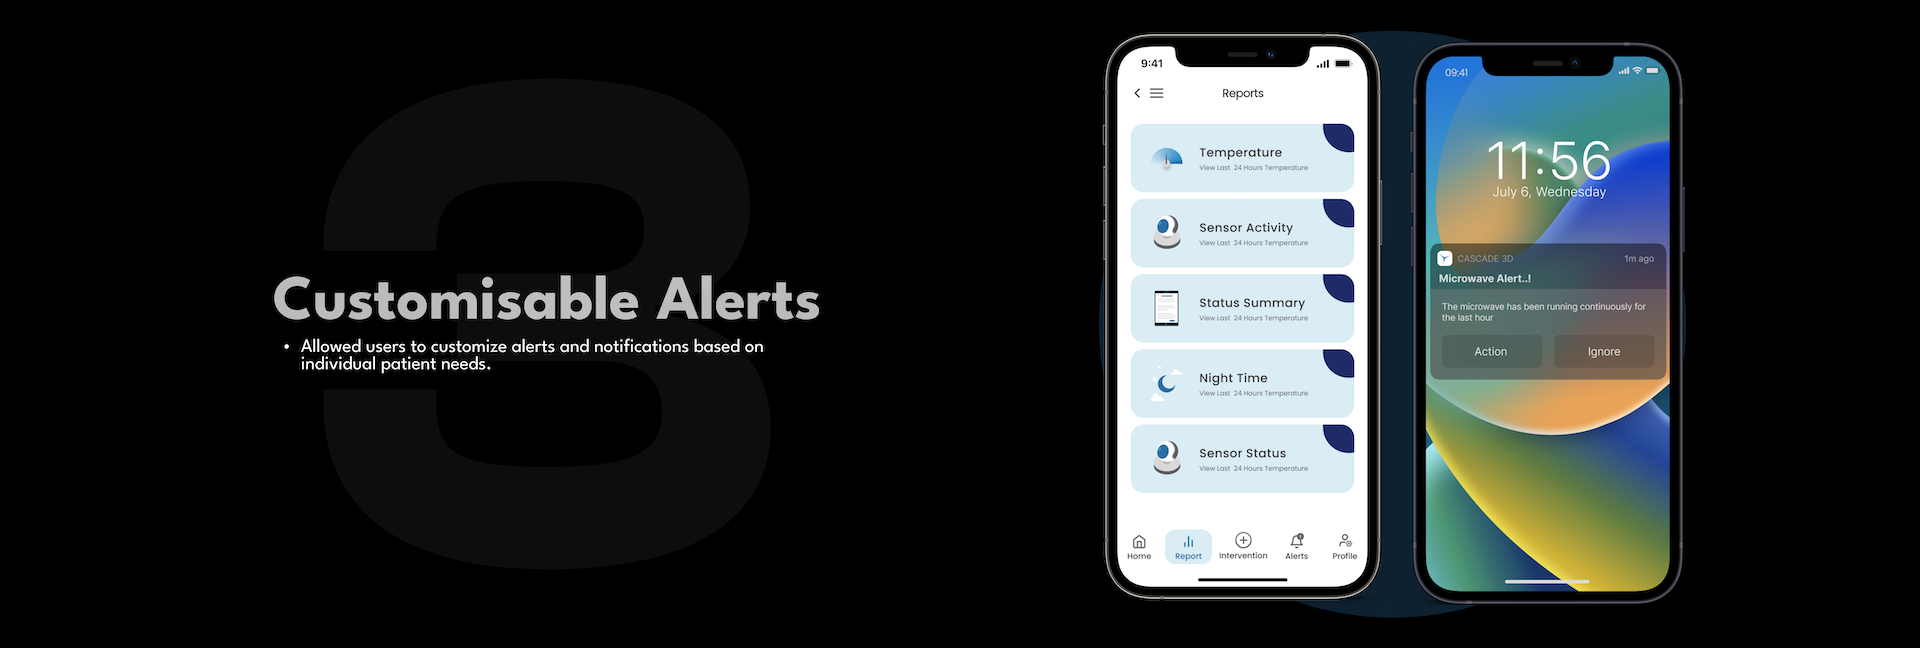 3
Customisable Alerts
• Allowed users to customize alerts and notifications based on
individual patient needs.
9:41
Reports
Temperature
View Last 24 Hours Temperature
Sensor Activity
View Last 24 Hours Temperature
Status Summary
View Last 24 Hours Temperature
Night Time
View Last 24 Hours Temperature
Sensor Status
View Last 24 Hours Temperature
Home
Report
Intervention
Alerts
Profile
09:41
11:56
July 6, Wednesday
CASCADE 3D
1m ago
Microwave Alert..!
The microwave has been running continuously for
the last hour
Action
Ignore